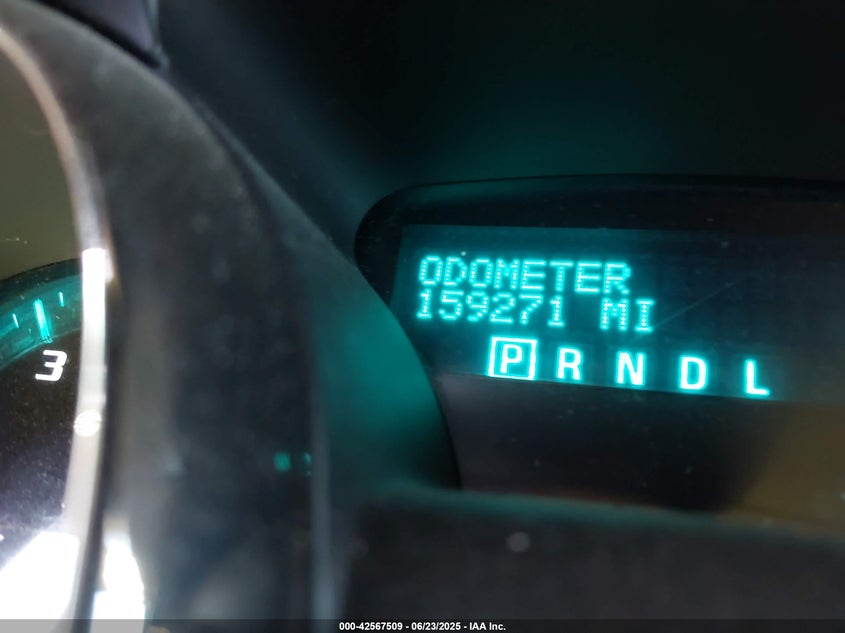 ODOMETER
159271 MI
P R N D L
3
000-42567509 - 06/23/2025 - IAA Inc.